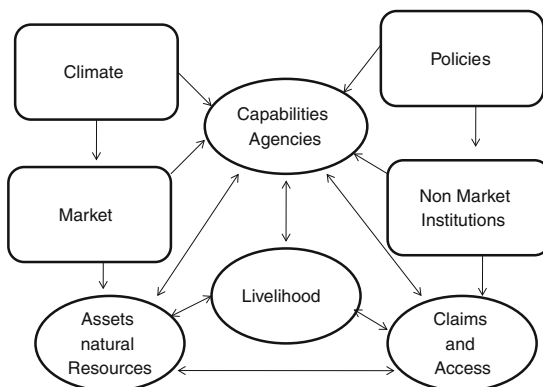 Climate
Policies
Capabilities
Agencies
Market
Non Market
Institutions
Livelihood
Assets
natural
Resources
Claims
and
Access